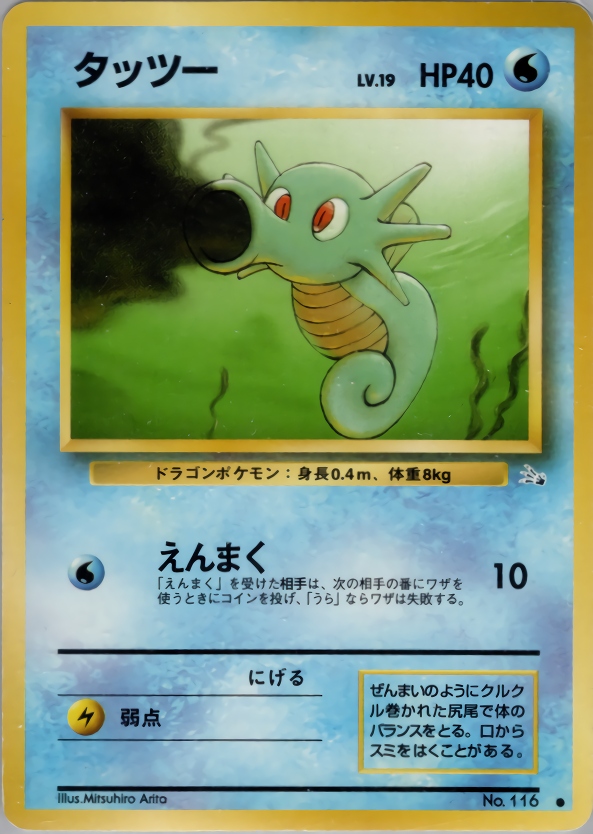 タッツー
LV.19 HP40
ドラゴンポケモン：身長0.4m、体重8kg
えんまく
10
「えんまく」を受けた相手は、次の相手の番にワザを
使うときにコインを投げ、「うら」ならワザは失敗する。
にげる
弱点
ぜんまいのようにクルク
ル巻かれた尻尾で体の
バランスをとる。口から
スミをはくことがある。
Illus.Mitsuhiro Arita
No. 116